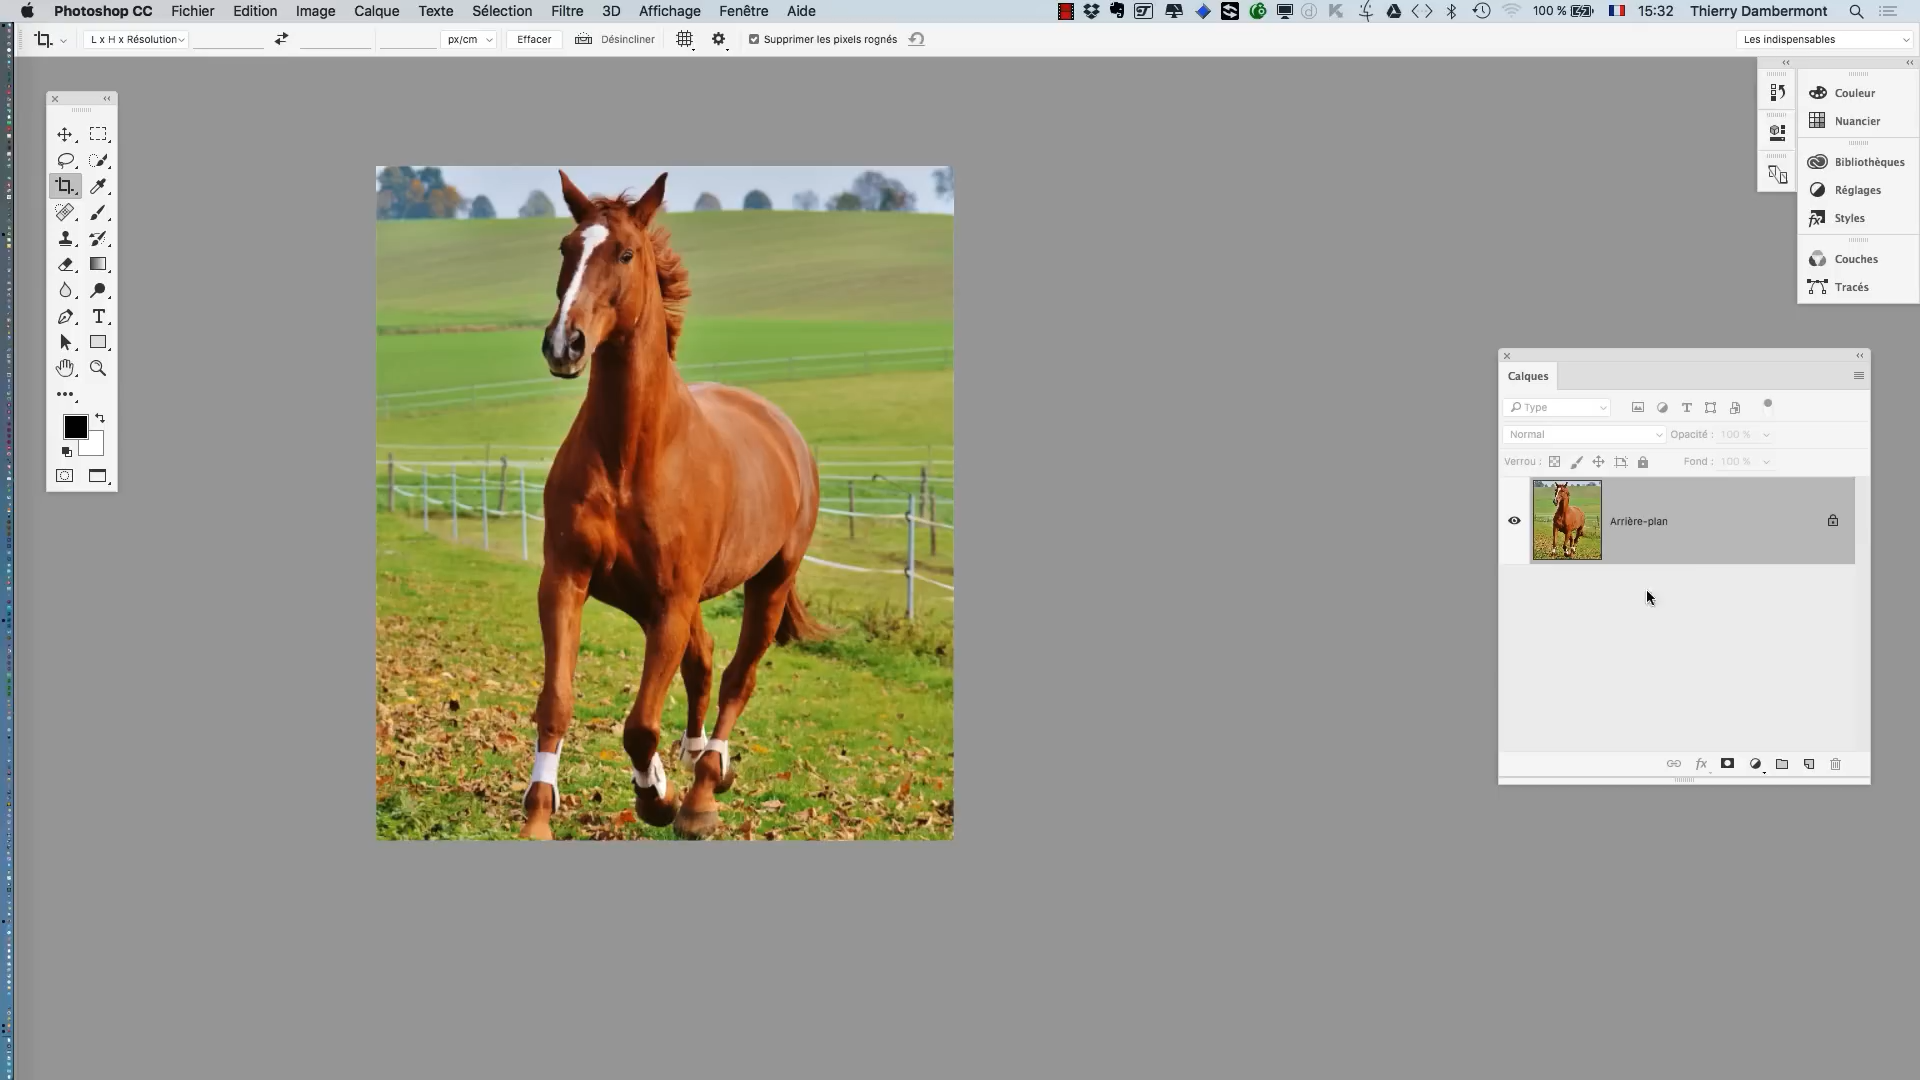 Photoshop CC Fichier Edition Image Calque Texte Sélection Filtre 3D Affichage Fenêtre Aide 100 % 15:32 Thierry Dambermont
L x H x Résolution px/cm Effacer Désincliner Supprimer les pixels rognés Les indispensables
Couleur
Nuancier
Bibliothèques
Réglages
Styles
Couches
Tracés
Calques
Type
Normal Opacité : 100 %
Verrou : Fond : 100 %
Arrière-plan